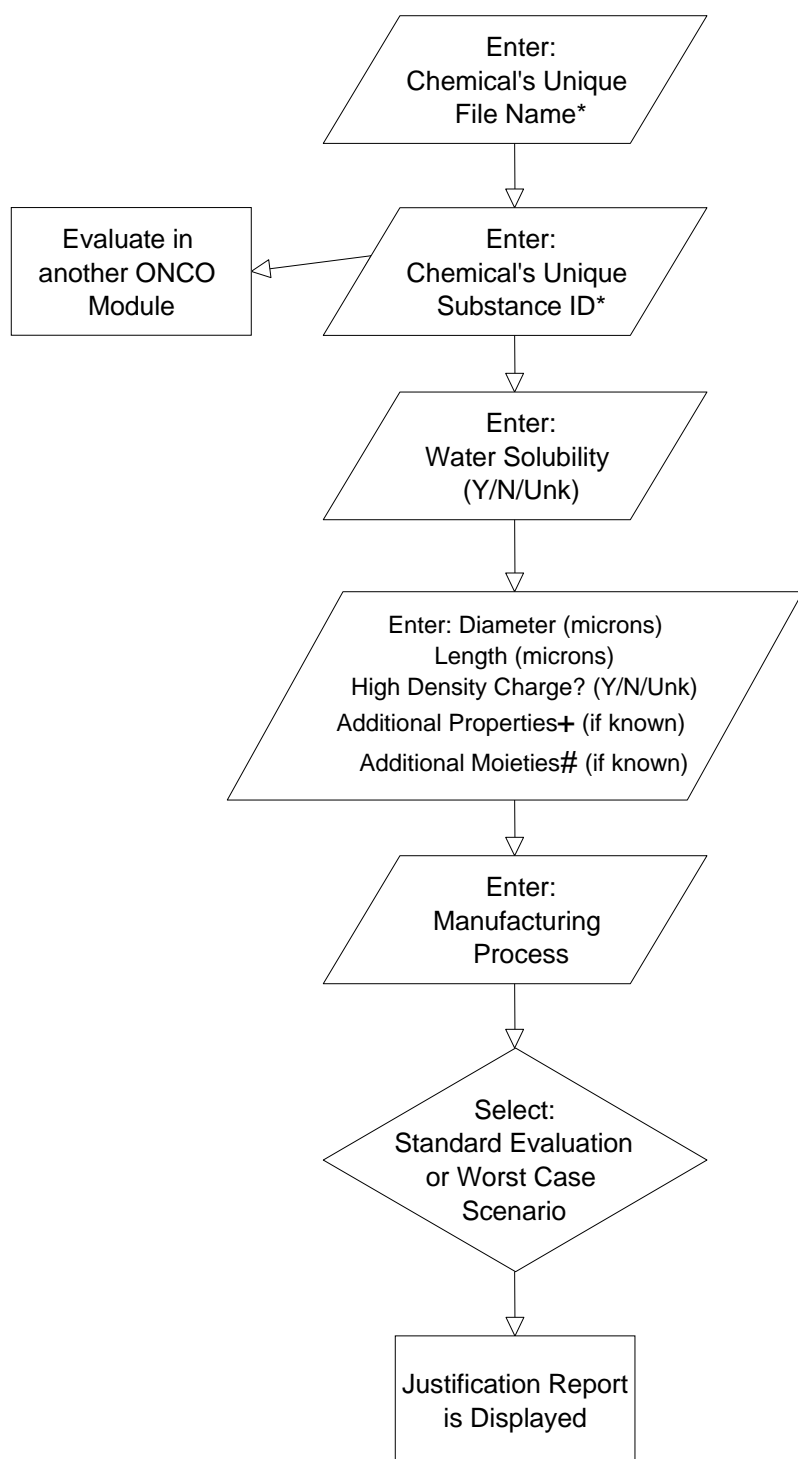 Enter:
Chemical's Unique
File Name*
Evaluate in
another ONCO
Module
Enter:
Chemical's Unique
Substance ID*
Enter:
Water Solubility
(Y/N/Unk)
Enter: Diameter (microns)
Length (microns)
High Density Charge? (Y/N/Unk)
Additional Properties+ (if known)
Additional Moieties# (if known)
Enter:
Manufacturing
Process
Select:
Standard Evaluation
or Worst Case
Scenario
Justification Report
is Displayed